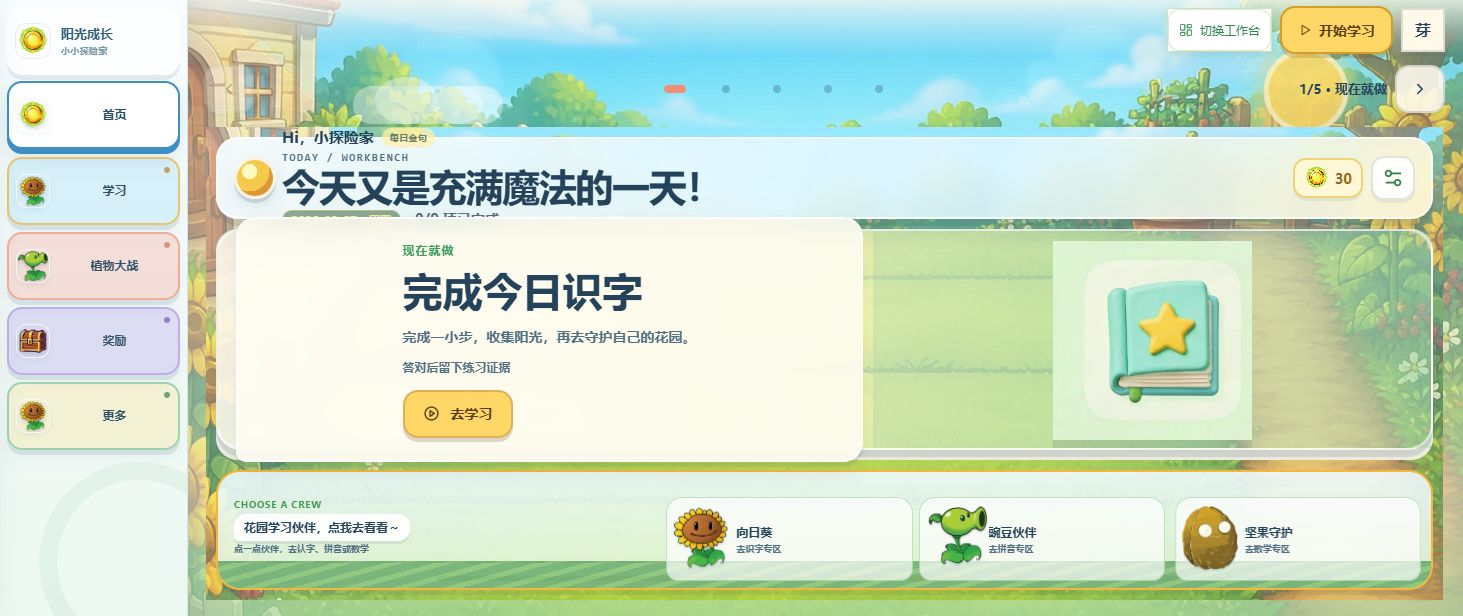 阳光成长
小小探险家
首页
学习
植物大战
奖励
更多
切换工作台
开始学习
芽
1/5 • 现在就做
Hi，小探险家
每日金句
TODAY / WORKBENCH
今天又是充满魔法的一天！
30
现在就做
完成今日识字
完成一小步，收集阳光，再去守护自己的花园。
答对后留下练习证据
去学习
CHOOSE A CREW
花园学习伙伴，点我去看看～
点一点伙伴，去认字、拼音或数学
向日葵
去识字专区
豌豆伙伴
去拼音专区
坚果守护
去数学专区